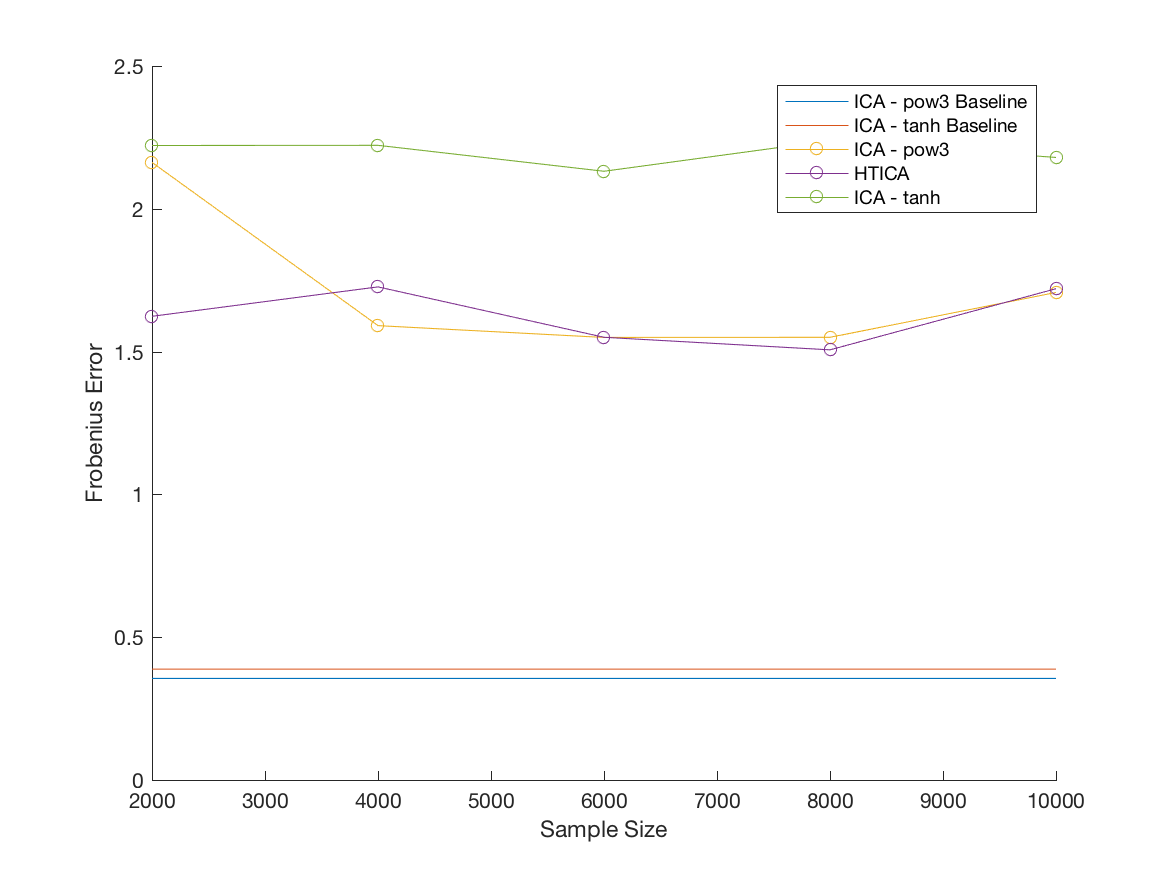 2.5
2
1.5
1
0.5
0
Frobenius Error
ICA - pow3 Baseline
ICA - tanh Baseline
ICA - pow3
HTICA
ICA - tanh
2000 3000 4000 5000 6000 7000 8000 9000 10000
Sample Size